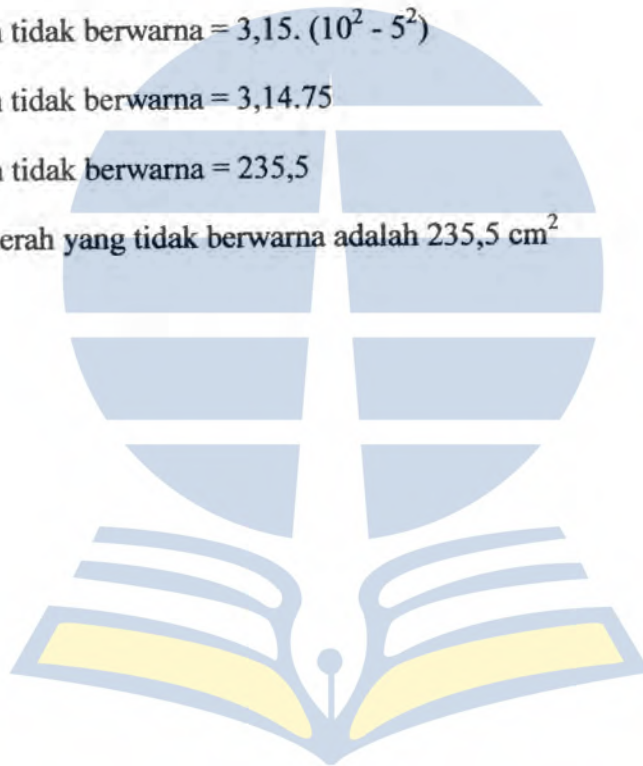 tidak berwarna = 3,15. (10² - 5²)
tidak berwarna = 3,14.75
tidak berwarna = 235,5
erah yang tidak berwarna adalah 235,5 cm²